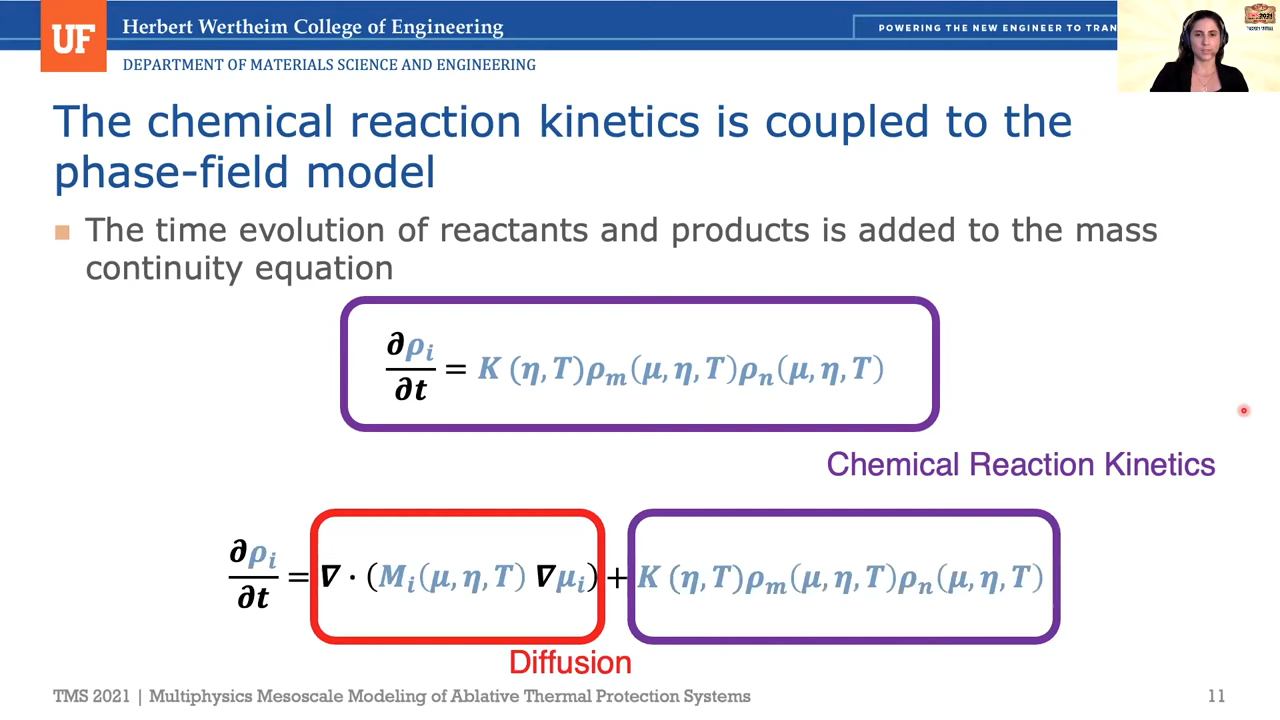 UF
Herbert Wertheim College of Engineering
POWERING THE NEW ENGINEER TO TRAN
DEPARTMENT OF MATERIALS SCIENCE AND ENGINEERING
The chemical reaction kinetics is coupled to the
phase-field model
The time evolution of reactants and products is added to the mass
continuity equation
∂ρᵢ/∂t = K (η, T)ρₘ(μ, η, T)ρₙ(μ, η, T)
Chemical Reaction Kinetics
∂ρᵢ/∂t = ∇ · (Mᵢ(μ, η, T) ∇μᵢ) + K (η, T)ρₘ(μ, η, T)ρₙ(μ, η, T)
Diffusion
TMS 2021 | Multiphysics Mesoscale Modeling of Ablative Thermal Protection Systems
11